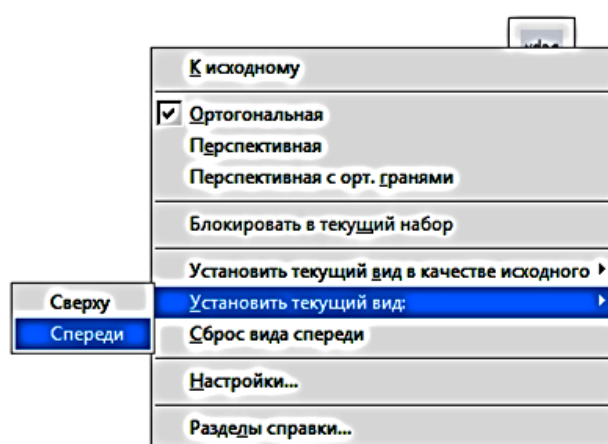 К исходному
Ортогональная
Перспективная
Перспективная с орт. гранями
Блокировать в текущий набор
Установить текущий вид в качестве исходного
Сверху
Установить текущий вид:
Спереди
Сброс вида спереди
Настройки...
Разделы справки...